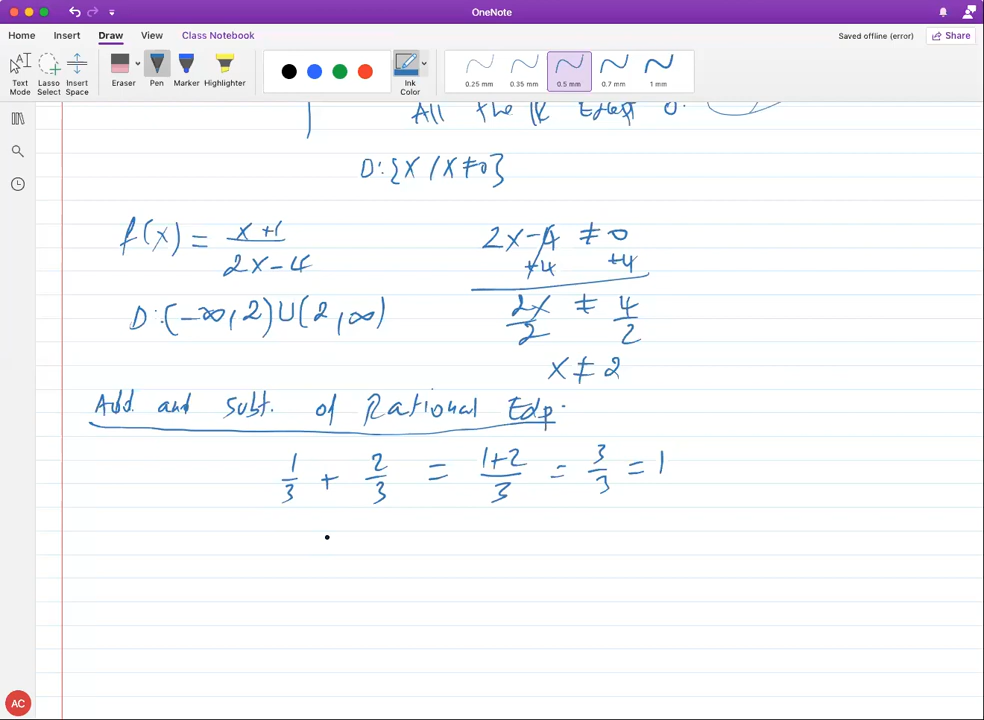 OneNote
Home Insert Draw View Class Notebook
Saved offline (error) Share
Text Mode Lasso Select Insert Space Eraser Pen Marker Highlighter Ink Color 0.25 mm 0.35 mm 0.5 mm 0.7 mm 1 mm
All the ℝ Except 0.
D:{X / X≠0}
f(x) = (x+1)/(2x-4)
2x-4 ≠ 0
+4 +4
D:(-∞,2)U(2,∞)
2x/2 ≠ 4/2
x ≠ 2
Add. and Subt. of Rational Exp.
1/3 + 2/3 = (1+2)/3 = 3/3 = 1
AC